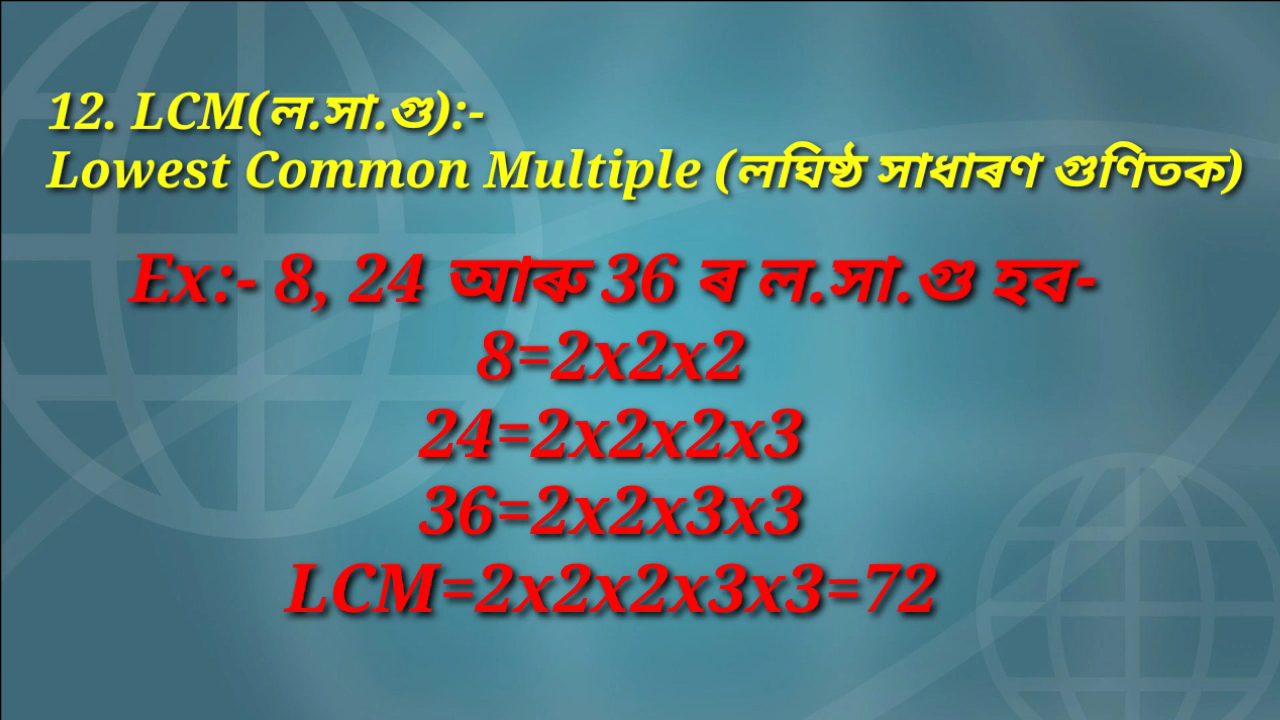 12. LCM(ল.সা.গু):-
Lowest Common Multiple (লঘিষ্ঠ সাধাৰণ গুণিতক)
Ex:- 8, 24 আৰু 36 ৰ ল.সা.গু হব-
8=2x2x2
24=2x2x2x3
36=2x2x3x3
LCM=2x2x2x3x3=72